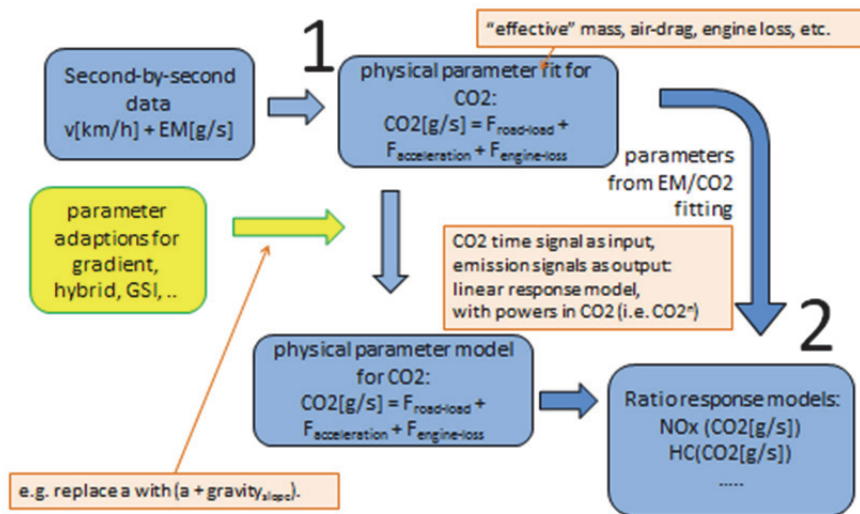 1
"effective" mass, air-drag, engine loss, etc.
Second-by-second
data
v[km/h] + EM[g/s]
physical parameter fit for
CO2:
CO2[g/s] = Froad-load +
Facceleration + Fengine-loss
parameters
from EM/CO2
fitting
parameter
adaptions for
gradient,
hybrid, GSI, ..
CO2 time signal as input,
emission signals as output:
linear response model,
with powers in CO2 (i.e. CO2ⁿ)
2
physical parameter model
for CO2:
CO2[g/s] = Froad-load +
Facceleration + Fengine-loss
Ratio response models:
NOx (CO2[g/s])
HC(CO2[g/s])
.....
e.g. replace a with (a + gravityslope).